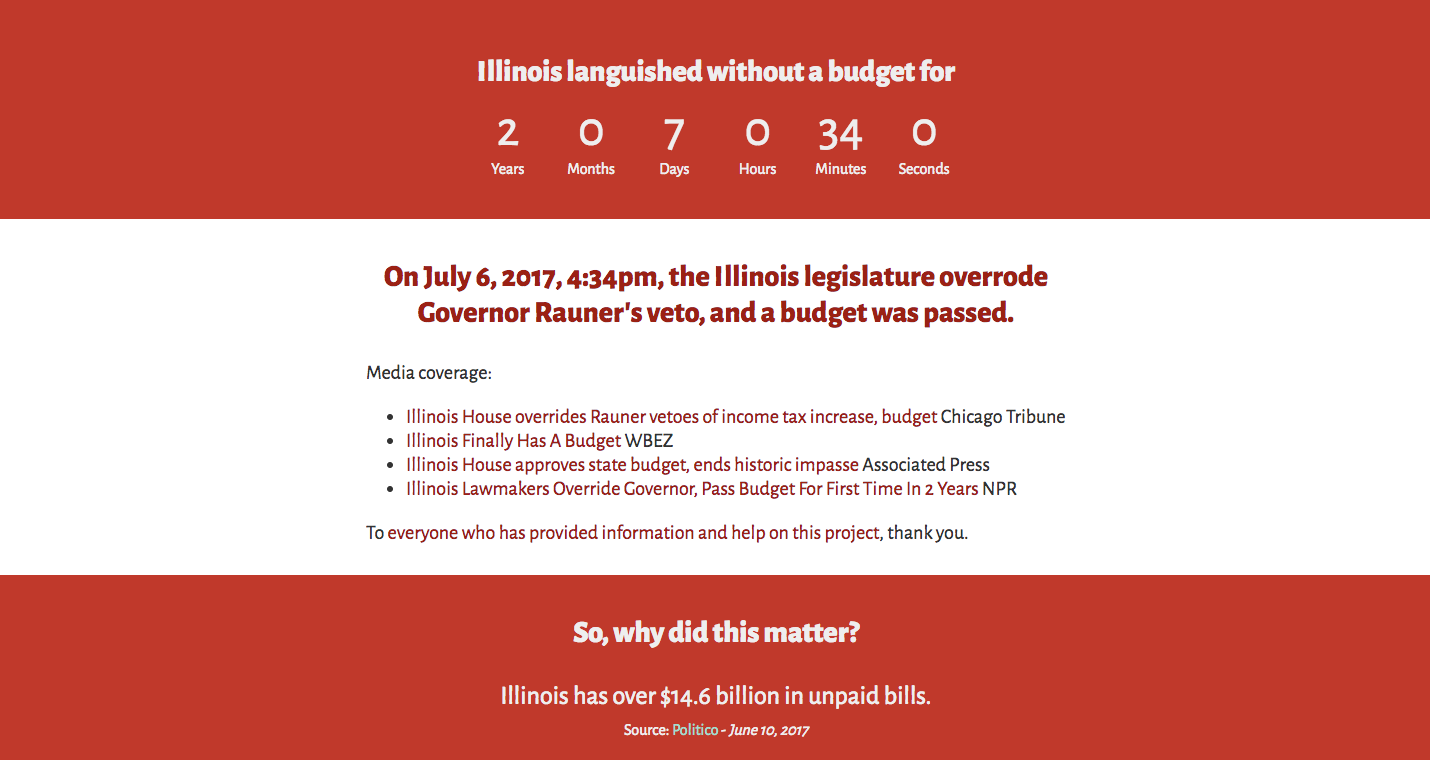 Illinois languished without a budget for
2 0 7 0 34 0
Years Months Days Hours Minutes Seconds
On July 6, 2017, 4:34pm, the Illinois legislature overrode
Governor Rauner's veto, and a budget was passed.
Media coverage:
• Illinois House overrides Rauner vetoes of income tax increase, budget Chicago Tribune
• Illinois Finally Has A Budget WBEZ
• Illinois House approves state budget, ends historic impasse Associated Press
• Illinois Lawmakers Override Governor, Pass Budget For First Time In 2 Years NPR
To everyone who has provided information and help on this project, thank you.
So, why did this matter?
Illinois has over $14.6 billion in unpaid bills.
Source: Politico - June 10, 2017